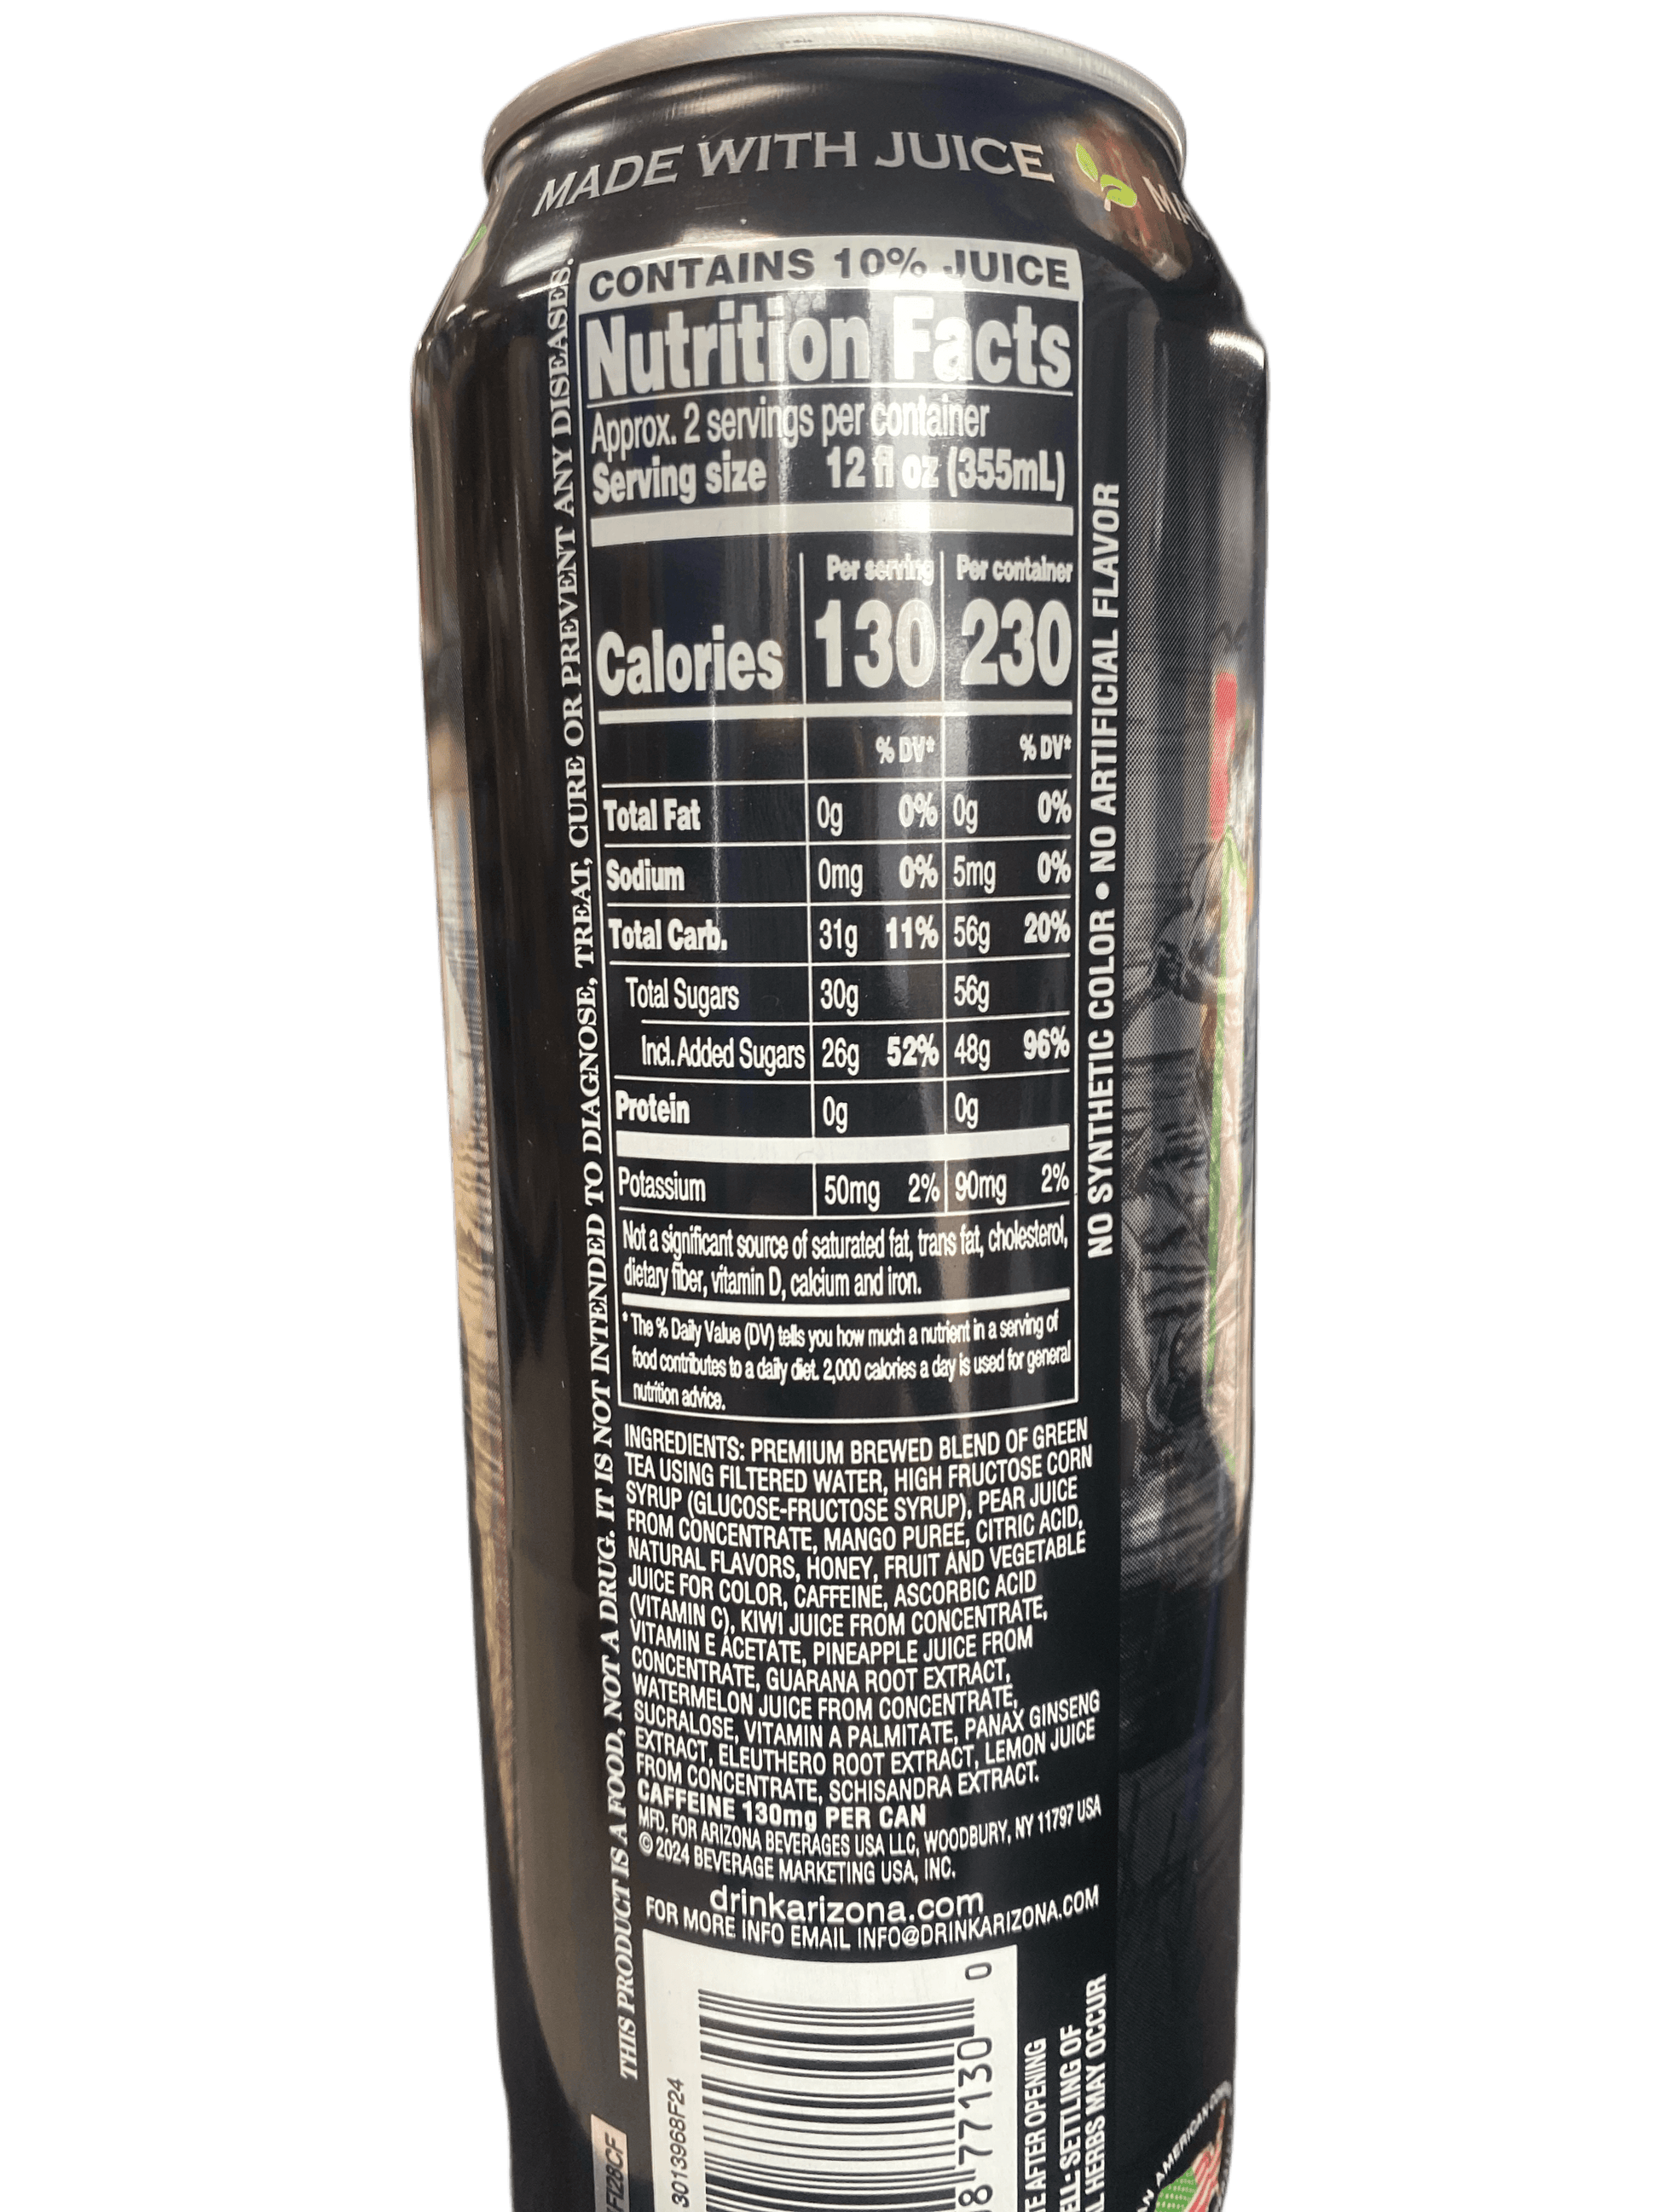 MADE WITH JUICE
CONTAINS 10% JUICE
Nutrition Facts
Approx. 2 servings per container
Serving size 12 fl oz (355mL)
Per serving Per container
Calories 130 230
% DV* % DV*
Total Fat 0g 0% 0g 0%
Sodium 0mg 0% 5mg 0%
Total Carb. 31g 11% 56g 20%
Total Sugars 30g 56g
Incl. Added Sugars 26g 52% 48g 96%
Protein 0g 0g
Potassium 50mg 2% 90mg 2%
Not a significant source of saturated fat, trans fat, cholesterol,
dietary fiber, vitamin D, calcium and iron.
* The % Daily Value (DV) tells you how much a nutrient in a serving of
food contributes to a daily diet. 2,000 calories a day is used for general
nutrition advice.
INGREDIENTS: PREMIUM BREWED BLEND OF GREEN
TEA USING FILTERED WATER, HIGH FRUCTOSE CORN
SYRUP (GLUCOSE-FRUCTOSE SYRUP), PEAR JUICE
FROM CONCENTRATE, MANGO PUREE, CITRIC ACID,
NATURAL FLAVORS, HONEY, FRUIT AND VEGETABLE
JUICE FOR COLOR, CAFFEINE, ASCORBIC ACID
(VITAMIN C), KIWI JUICE FROM CONCENTRATE,
VITAMIN E ACETATE, PINEAPPLE JUICE FROM
CONCENTRATE, GUARANA ROOT EXTRACT,
WATERMELON JUICE FROM CONCENTRATE,
SUCRALOSE, VITAMIN A PALMITATE, PANAX GINSENG
EXTRACT, ELEUTHERO ROOT EXTRACT, LEMON JUICE
FROM CONCENTRATE, SCHISANDRA EXTRACT.
CAFFEINE 130mg PER CAN
MFD. FOR ARIZONA BEVERAGES USA LLC, WOODBURY, NY 11797 USA
© 2024 BEVERAGE MARKETING USA, INC.
drinkarizona.com
FOR MORE INFO EMAIL INFO@DRINKARIZONA.COM
THIS PRODUCT IS A FOOD, NOT A DRUG. IT IS NOT INTENDED TO DIAGNOSE, TREAT, CURE OR PREVENT ANY DISEASES.
NO SYNTHETIC COLOR • NO ARTIFICIAL FLAVOR
3013968F24
8 77130 0
AFTER OPENING
SETTLING OF
HERBS MAY OCCUR
AMERICAN